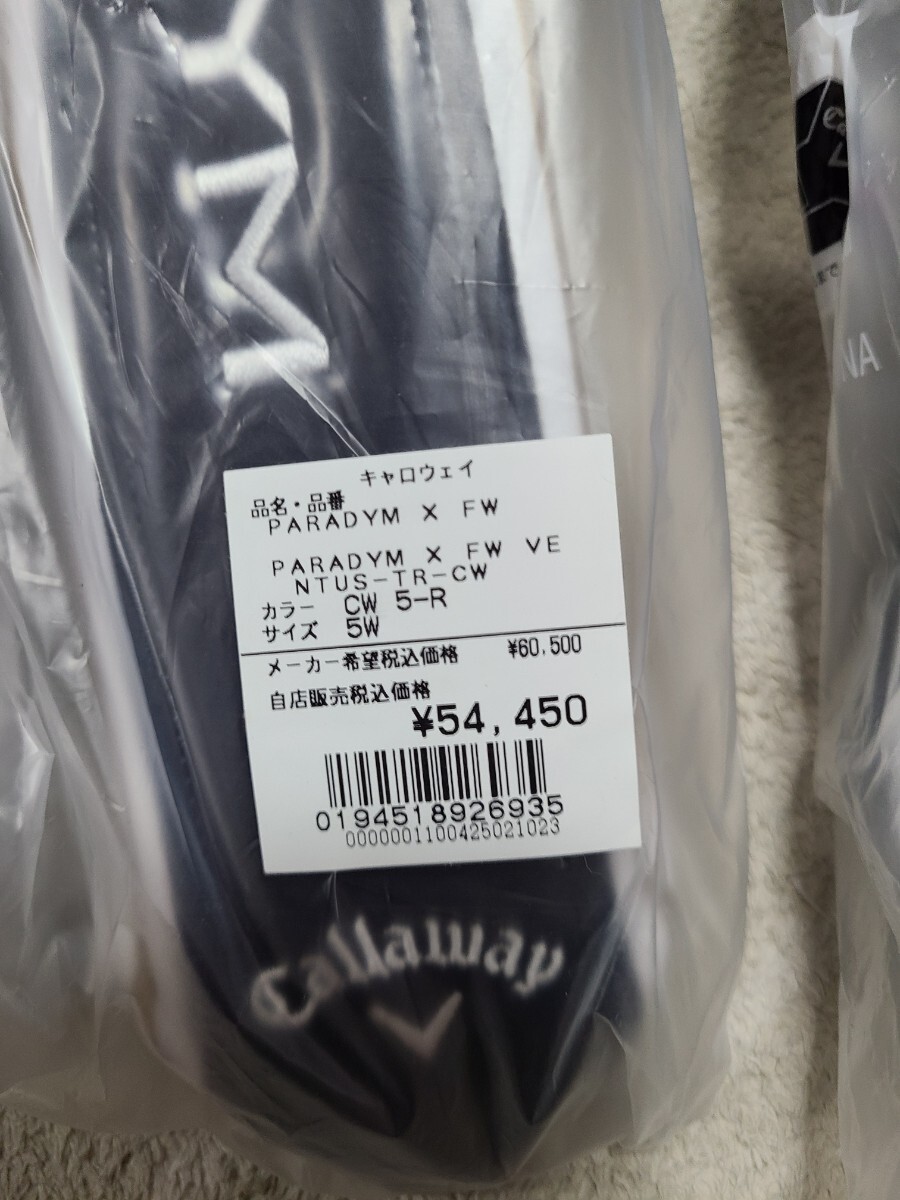 YM
キャロウェイ
品名・品番
PARADYM X FW
PARADYM X FW VE
NTUS-TR-CW
カラー CW 5-R
サイズ 5W
メーカー希望税込価格 ¥60,500
自店販売税込価格
¥54,450
0194518926935
0000001100425021023
Callaway
NA